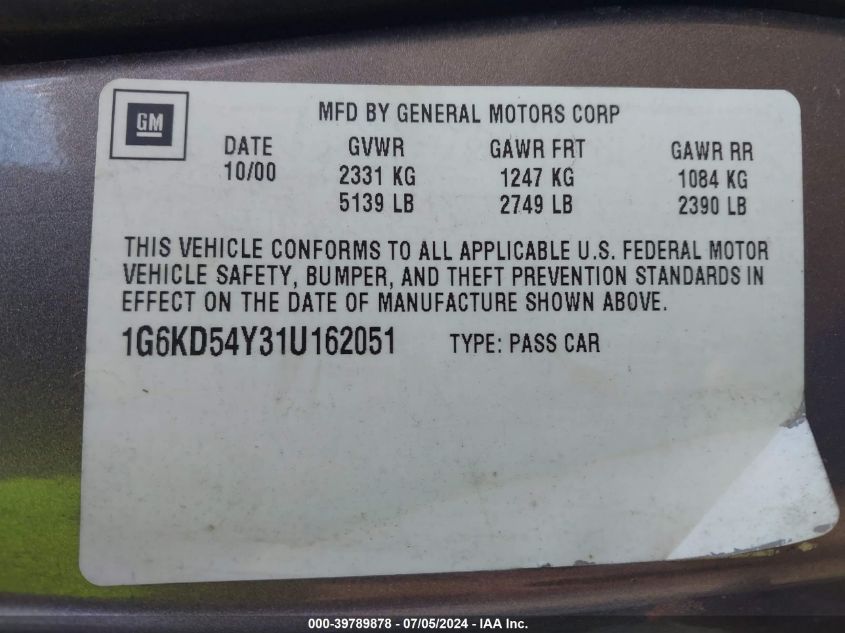 GM
MFD BY GENERAL MOTORS CORP
DATE GVWR GAWR FRT GAWR RR
10/00 2331 KG 1247 KG 1084 KG
5139 LB 2749 LB 2390 LB
THIS VEHICLE CONFORMS TO ALL APPLICABLE U.S. FEDERAL MOTOR
VEHICLE SAFETY, BUMPER, AND THEFT PREVENTION STANDARDS IN
EFFECT ON THE DATE OF MANUFACTURE SHOWN ABOVE.
1G6KD54Y31U162051 TYPE: PASS CAR
000-39789878 - 07/05/2024 - IAA Inc.